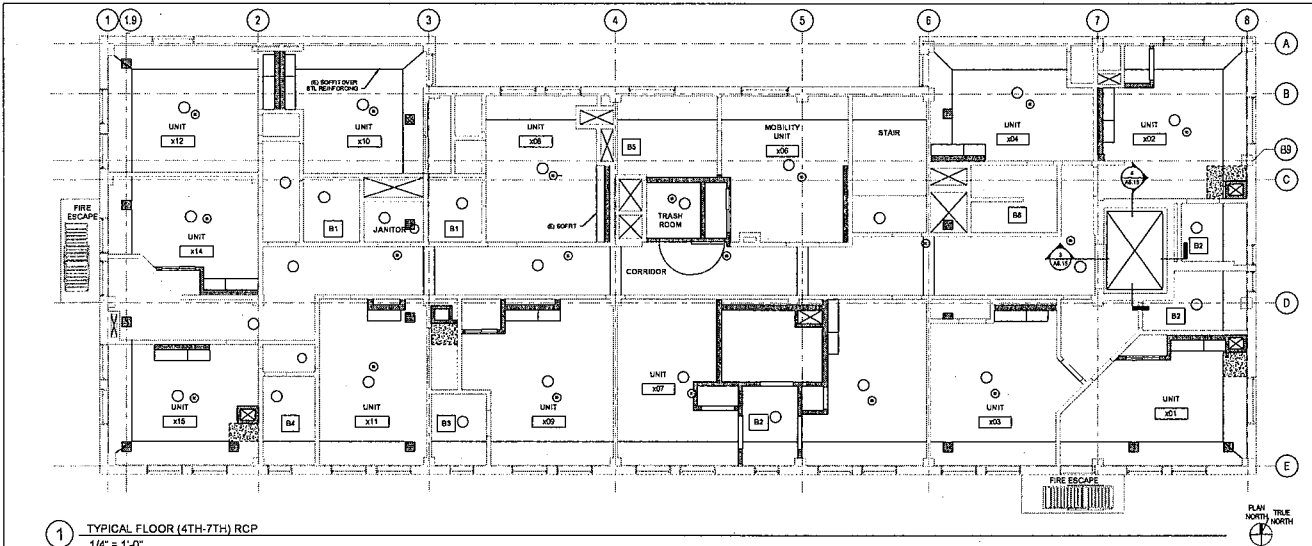 1 1.9 2 3 4 5 6 7 8
A
(E) SOFFIT OVER
STL REINFORCING
B
UNIT
x12
UNIT
x10
UNIT
x08
MOBILITY
UNIT
x06
STAIR
UNIT
x04
UNIT
x02
B5
B9
C
4
A8.15
FIRE
ESCAPE
UNIT
x14
B1
JANITOR
B1
(E) SOFFIT
TRASH
ROOM
B2
3
A8.15
CORRIDOR
D
B2
UNIT
x15
B4
UNIT
x11
B3
UNIT
x09
UNIT
x07
B2
UNIT
x03
UNIT
x01
E
FIRE ESCAPE
1 TYPICAL FLOOR (4TH-7TH) RCP
1/4" = 1'-0"
PLAN
NORTH
TRUE
NORTH